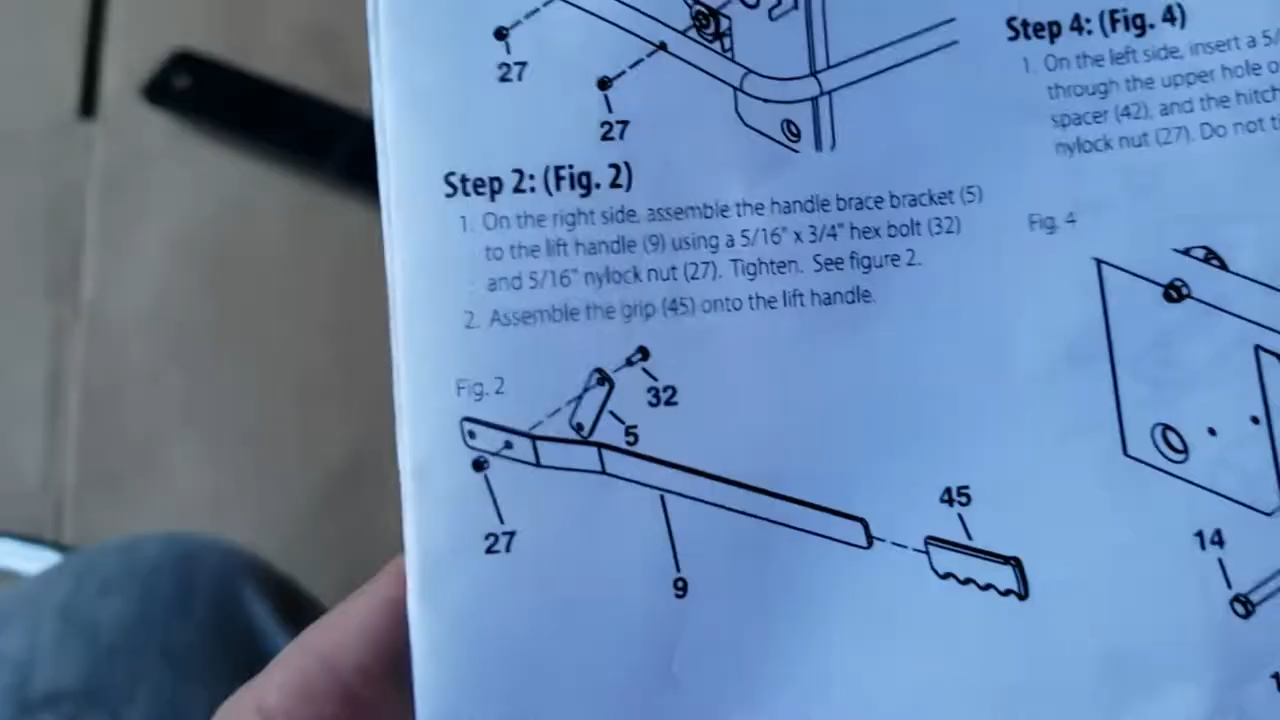 27
27
Step 2: (Fig. 2)
1. On the right side, assemble the handle brace bracket (5)
to the lift handle (9) using a 5/16" x 3/4" hex bolt (32)
and 5/16" nylock nut (27). Tighten. See figure 2.
2. Assemble the grip (45) onto the lift handle.
Fig. 2
32
5
27
9
45
Step 4: (Fig. 4)
1. On the left side, insert a 5/
through the upper hole o
spacer (42), and the hitch
nylock nut (27). Do not ti
Fig. 4
14